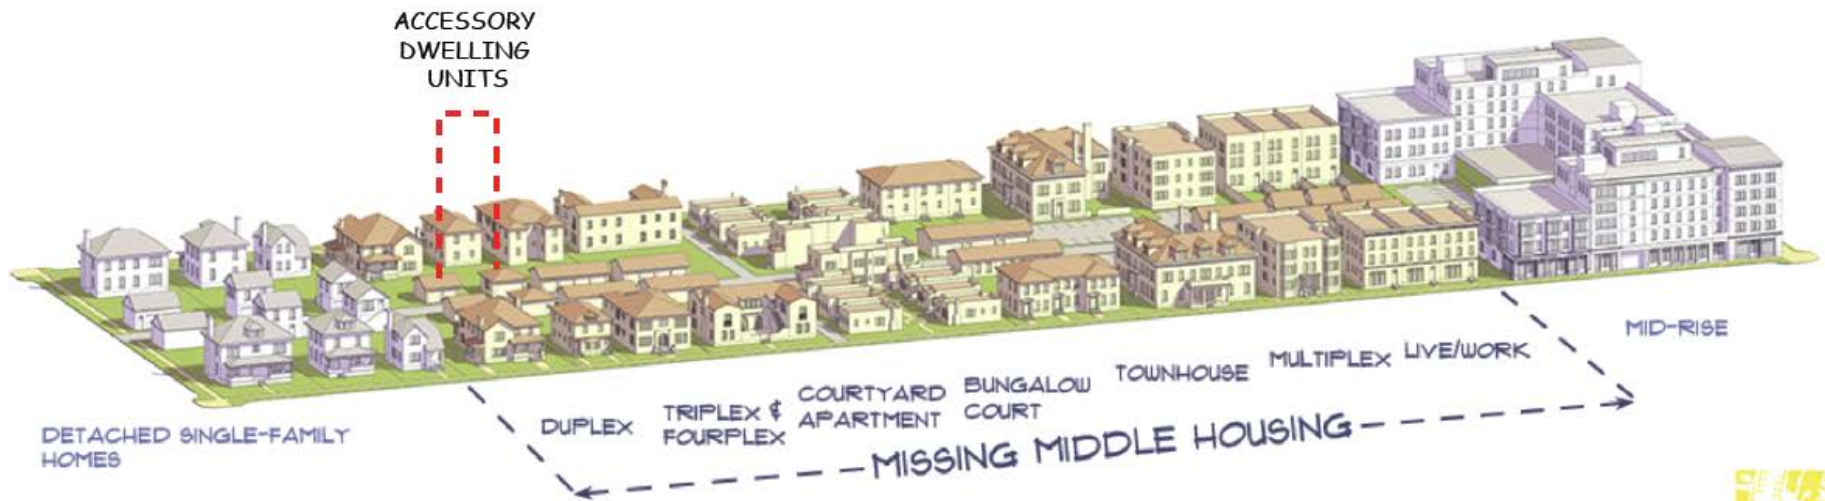 ACCESSORY
DWELLING
UNITS
DETACHED SINGLE-FAMILY
HOMES
DUPLEX
TRIPLEX &
FOURPLEX
COURTYARD
APARTMENT
BUNGALOW
COURT
TOWNHOUSE
MULTIPLEX
LIVE/WORK
MISSING MIDDLE HOUSING
MID-RISE